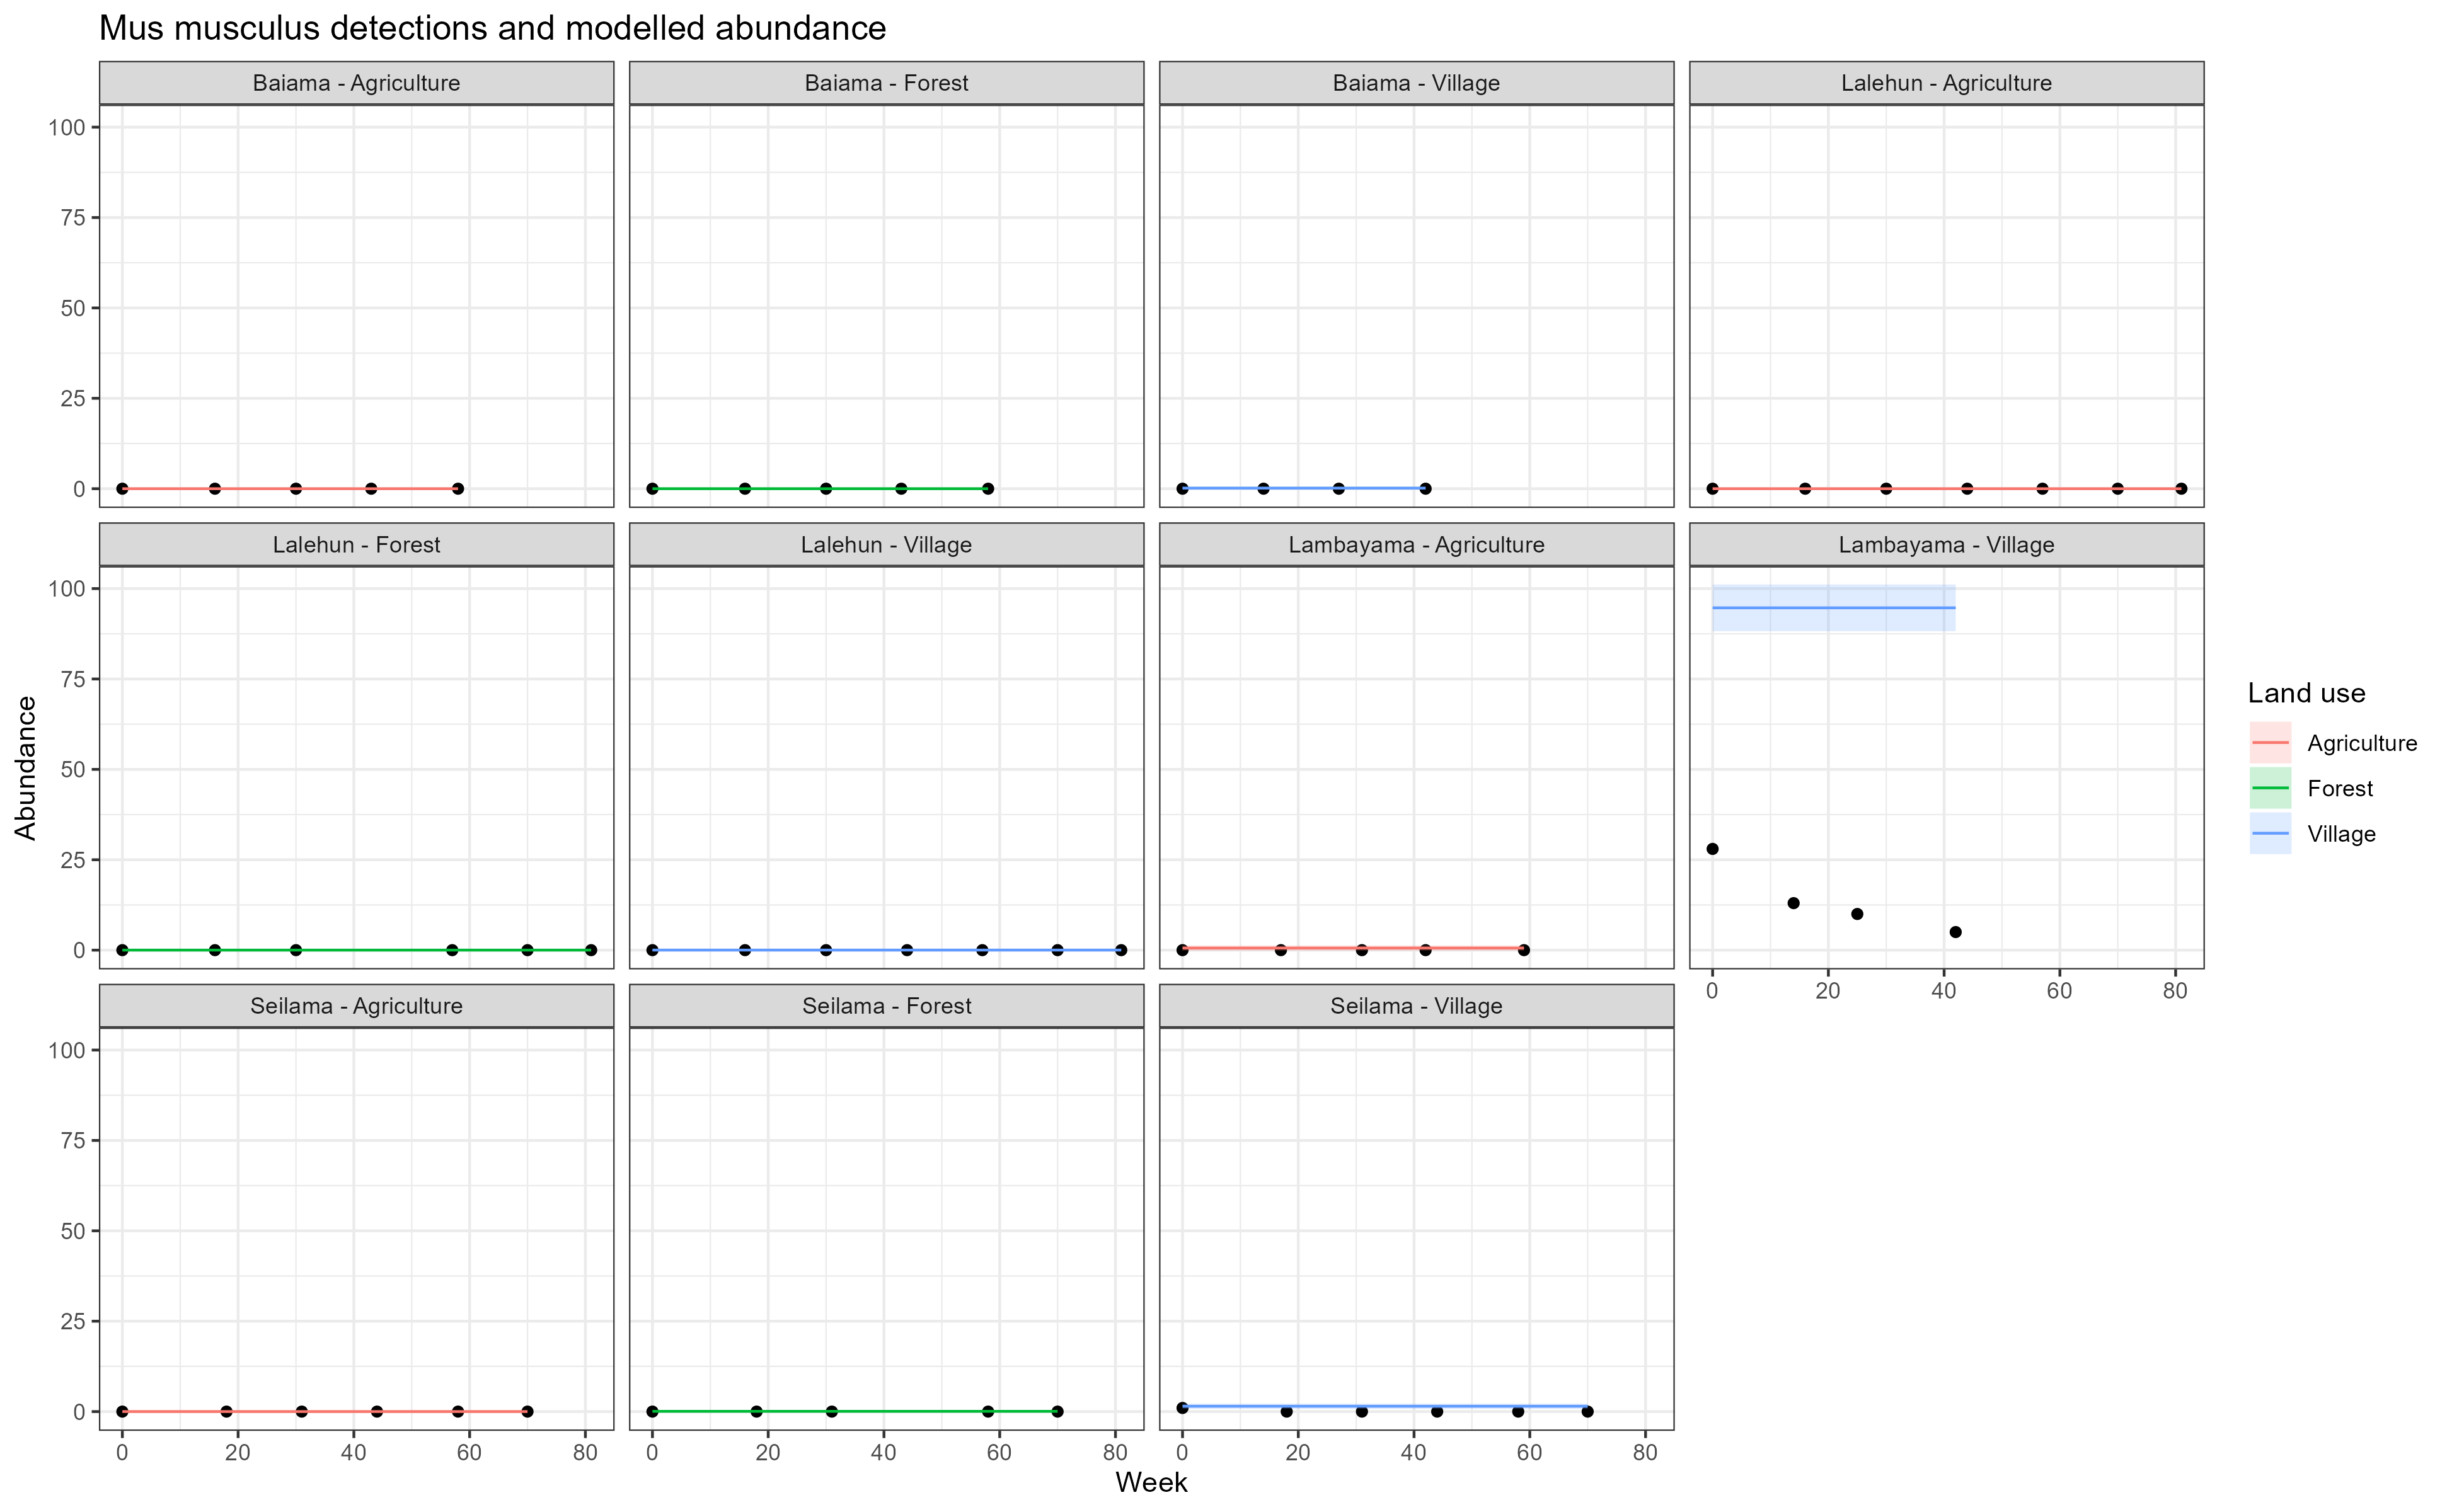 Mus musculus detections and modelled abundance
Baiama - Agriculture
Baiama - Forest
Baiama - Village
Lalehun - Agriculture
100
75
50
25
0
Lalehun - Forest
Lalehun - Village
Lambayama - Agriculture
Lambayama - Village
100
75
50
25
0
0 20 40 60 80
Seilama - Agriculture
Seilama - Forest
Seilama - Village
100
75
50
25
0
0 20 40 60 80
0 20 40 60 80
0 20 40 60 80
Week
Abundance
Land use
Agriculture
Forest
Village